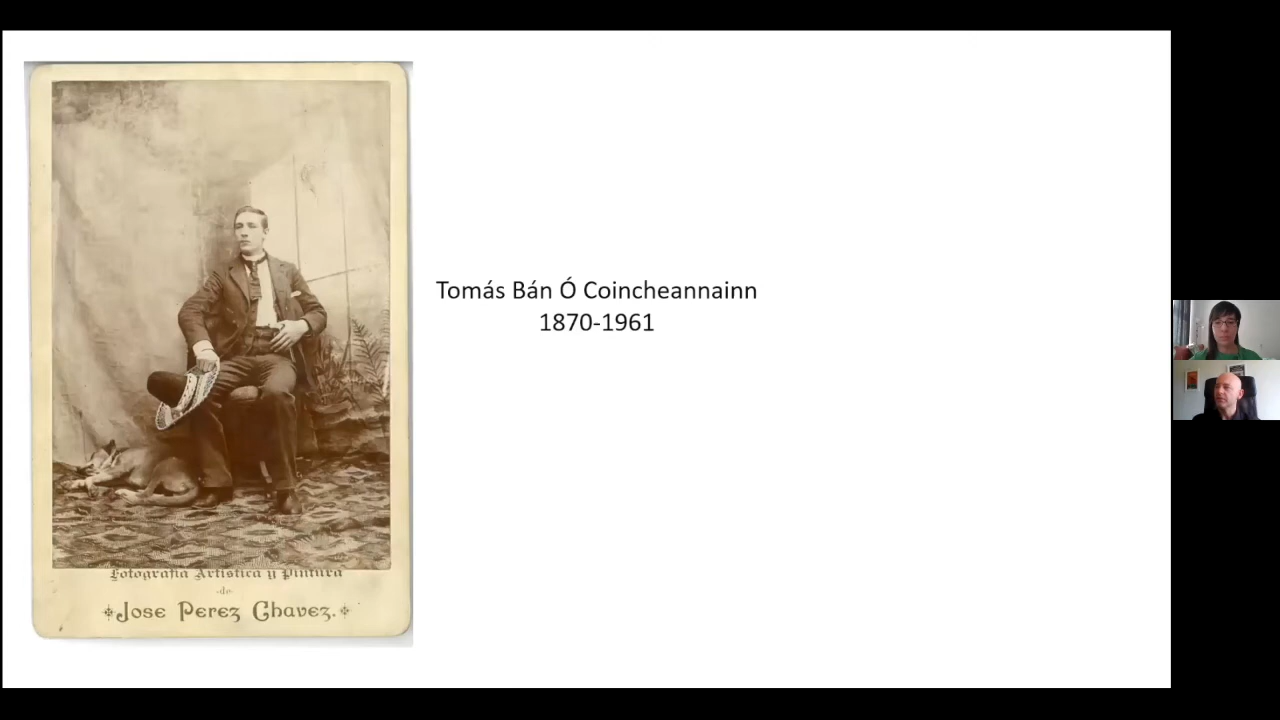 Tomás Bán Ó Coincheannainn
1870-1961
Fotografia Artistica y Pintura
-de-
Jose Perez Chavez.